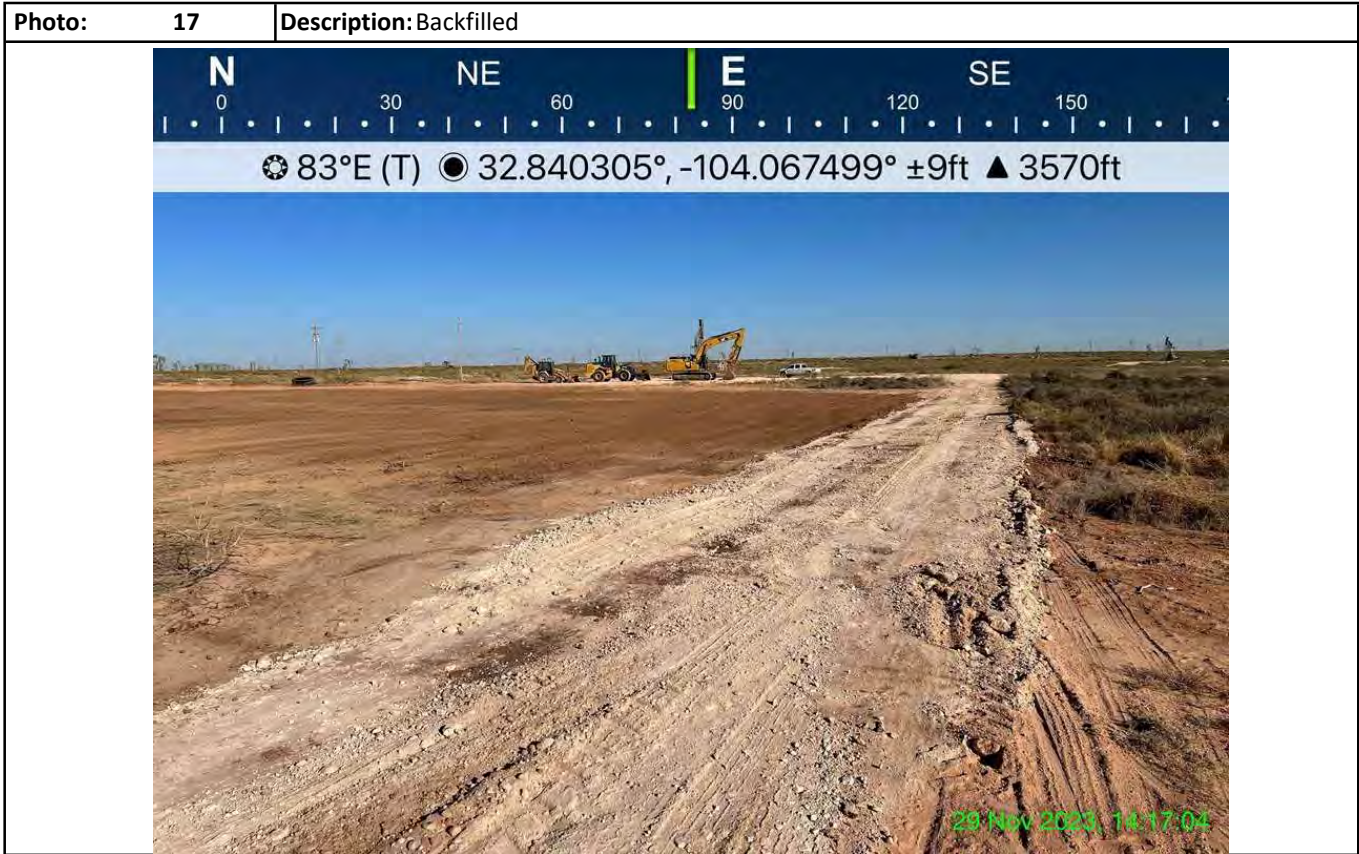 Photo: 17 Description: Backfilled
N NE E SE
0 30 60 90 120 150
83°E (T) 32.840305°, -104.067499° ±9ft ▲ 3570ft
29 Nov 2023, 14:17:04